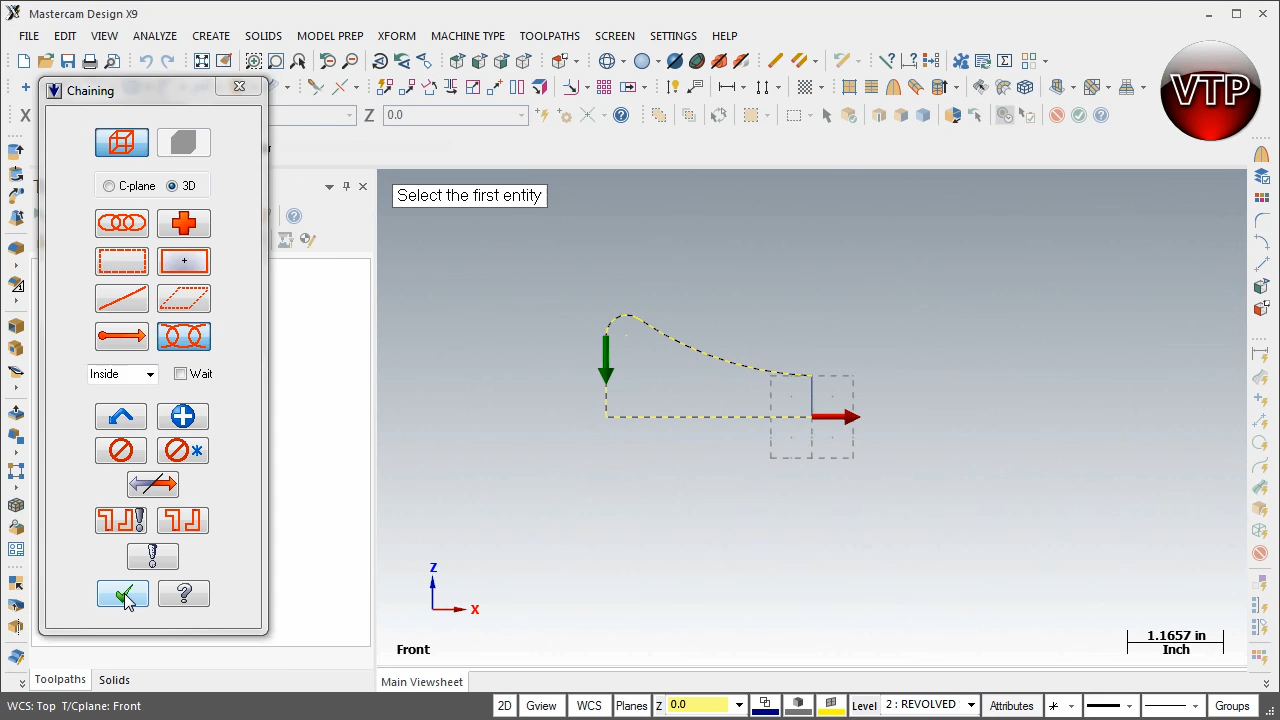 Mastercam Design X9
FILE EDIT VIEW ANALYZE CREATE SOLIDS MODEL PREP XFORM MACHINE TYPE TOOLPATHS SCREEN SETTINGS HELP
VTP
Chaining
X Z 0.0
C-plane 3D
Select the first entity
Inside Wait
Z
X
Front
1.1657 in
Inch
Toolpaths Solids
Main Viewsheet
WCS: Top T/Cplane: Front 2D Gview WCS Planes Z 0.0 Level 2 : REVOLVED Attributes Groups